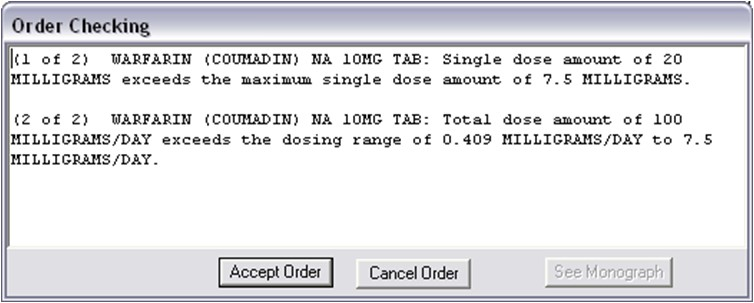 Order Checking
(1 of 2)  WARFARIN (COUMADIN) NA 10MG TAB: Single dose amount of 20
MILLIGRAMS exceeds the maximum single dose amount of 7.5 MILLIGRAMS.
(2 of 2)  WARFARIN (COUMADIN) NA 10MG TAB: Total dose amount of 100
MILLIGRAMS/DAY exceeds the dosing range of 0.409 MILLIGRAMS/DAY to 7.5
MILLIGRAMS/DAY.
Accept Order Cancel Order See Monograph